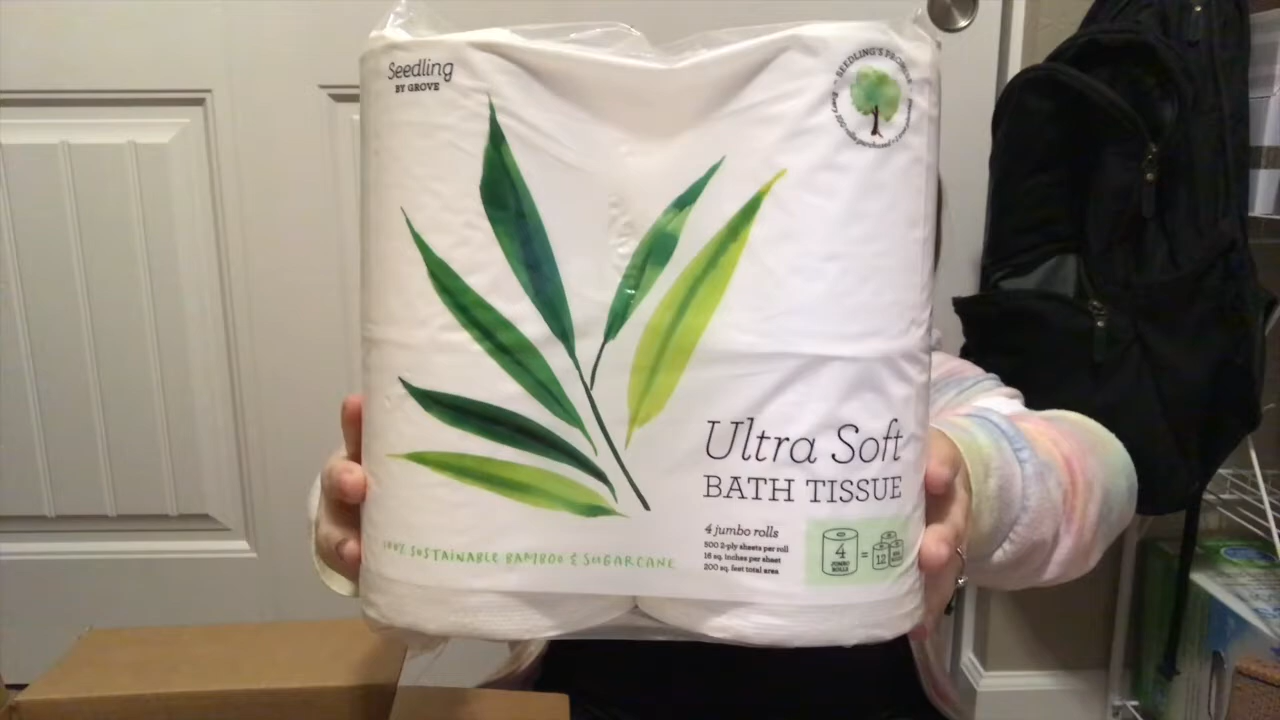 Seedling
BY GROVE
SEEDLING'S PROMISE
Ultra Soft
BATH TISSUE
4 jumbo rolls
500 2-ply sheets per roll
16 sq. inches per sheet
200 sq. feet total area
4
JUMBO
ROLLS
=
12
100% SUSTAINABLE BAMBOO & SUGARCANE